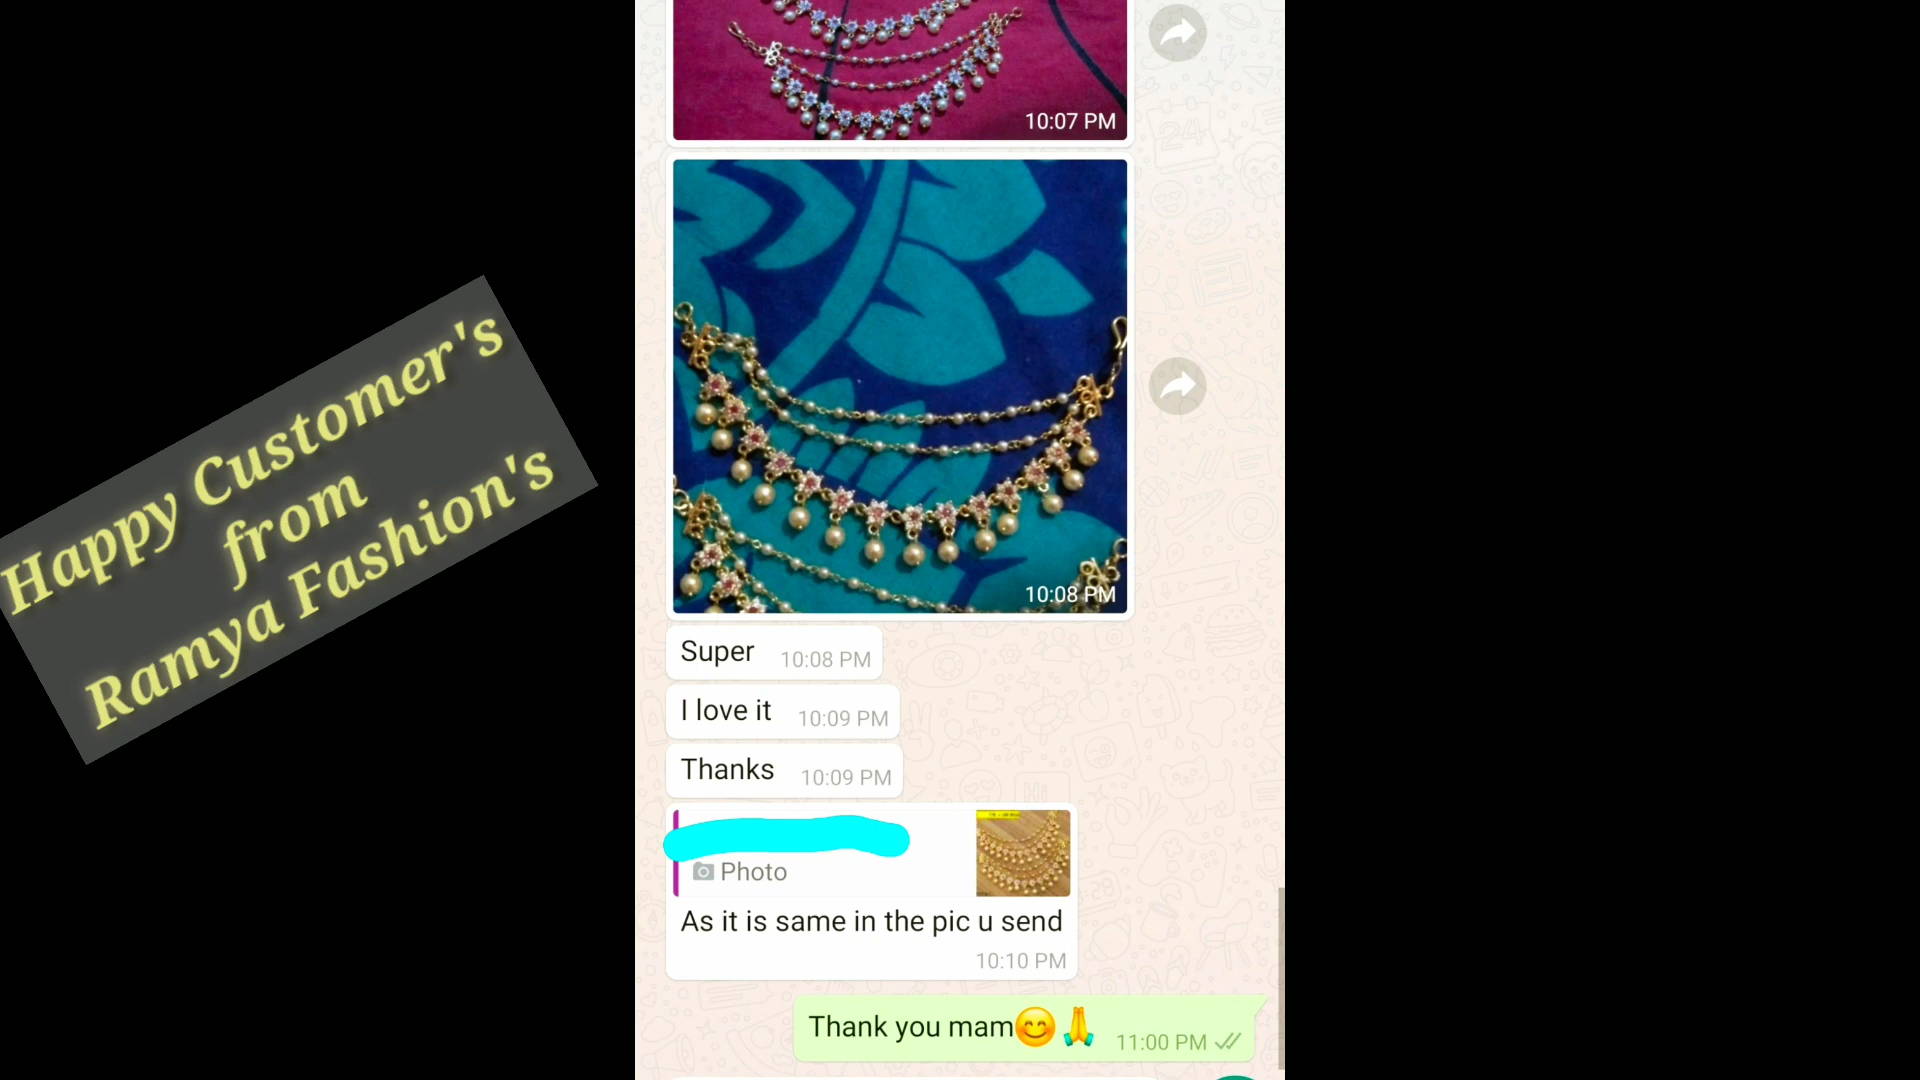 Happy Customer's
from
Ramya Fashion's
10:07 PM
10:08 PM
Super 10:08 PM
I love it 10:09 PM
Thanks 10:09 PM
Photo
As it is same in the pic u send
10:10 PM
Thank you mam😊🙏 11:00 PM